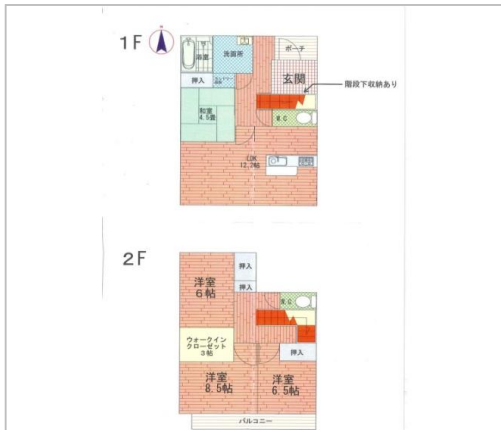 1F
浴室
洗面所
ポーチ
玄関
階段下収納あり
押入
和室
4.5畳
W.C
LDK
2F
洋室
6帖
押入
押入
W.C
ウォークイン
クローゼット
3帖
押入
洋室
8.5帖
洋室
6.5帖
バルコニー